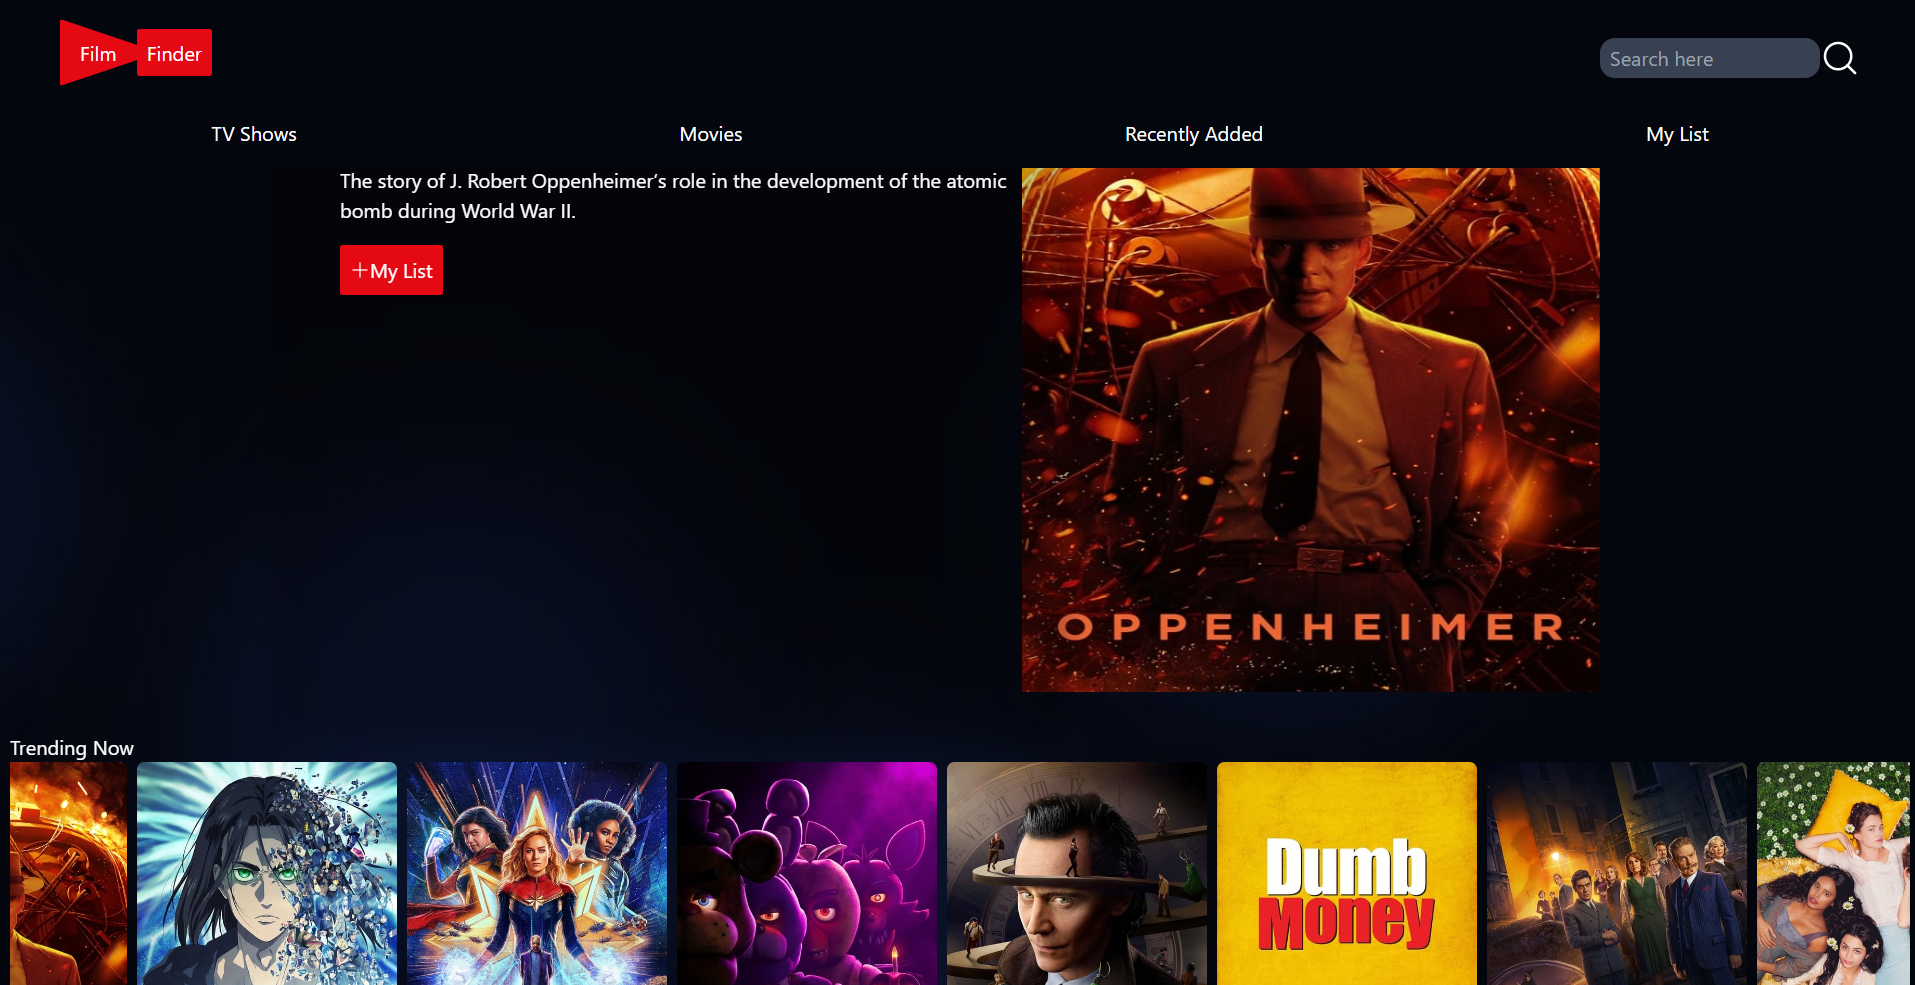 Film Finder
Search here
TV Shows
Movies
Recently Added
My List
The story of J. Robert Oppenheimer's role in the development of the atomic
bomb during World War II.
+My List
OPPENHEIMER
Trending Now
Dumb
Money